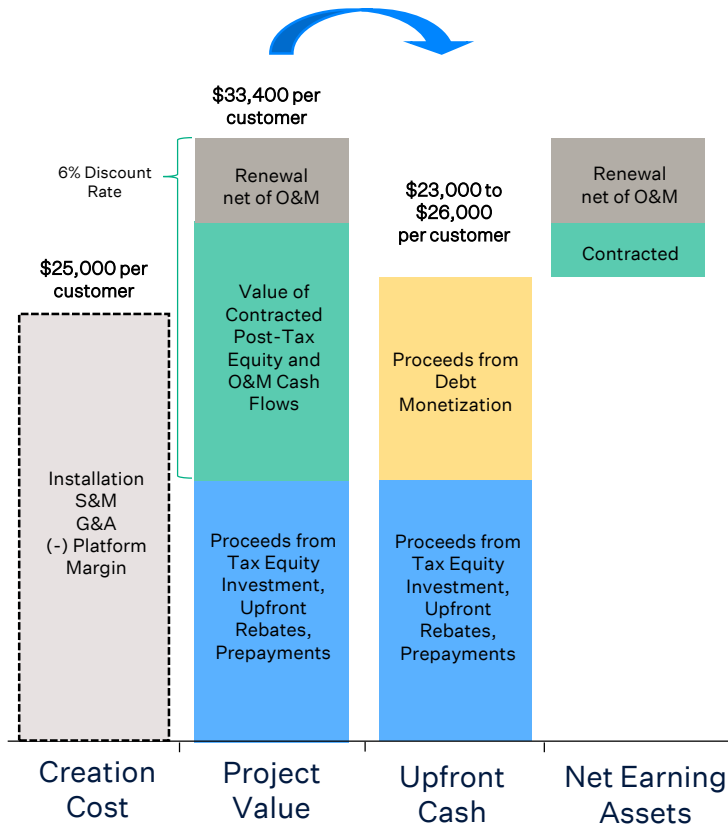 $33,400 per
customer
6% Discount
Rate
Renewal
net of O&M
$23,000 to
$26,000
per customer
Renewal
net of O&M
Contracted
$25,000 per
customer
Value of
Contracted
Post-Tax
Equity and
O&M Cash
Flows
Proceeds from
Debt
Monetization
Installation
S&M
G&A
(-) Platform
Margin
Proceeds from
Tax Equity
Investment,
Upfront
Rebates,
Prepayments
Proceeds from
Tax Equity
Investment,
Upfront
Rebates,
Prepayments
Creation
Cost
Project
Value
Upfront
Cash
Net Earning
Assets